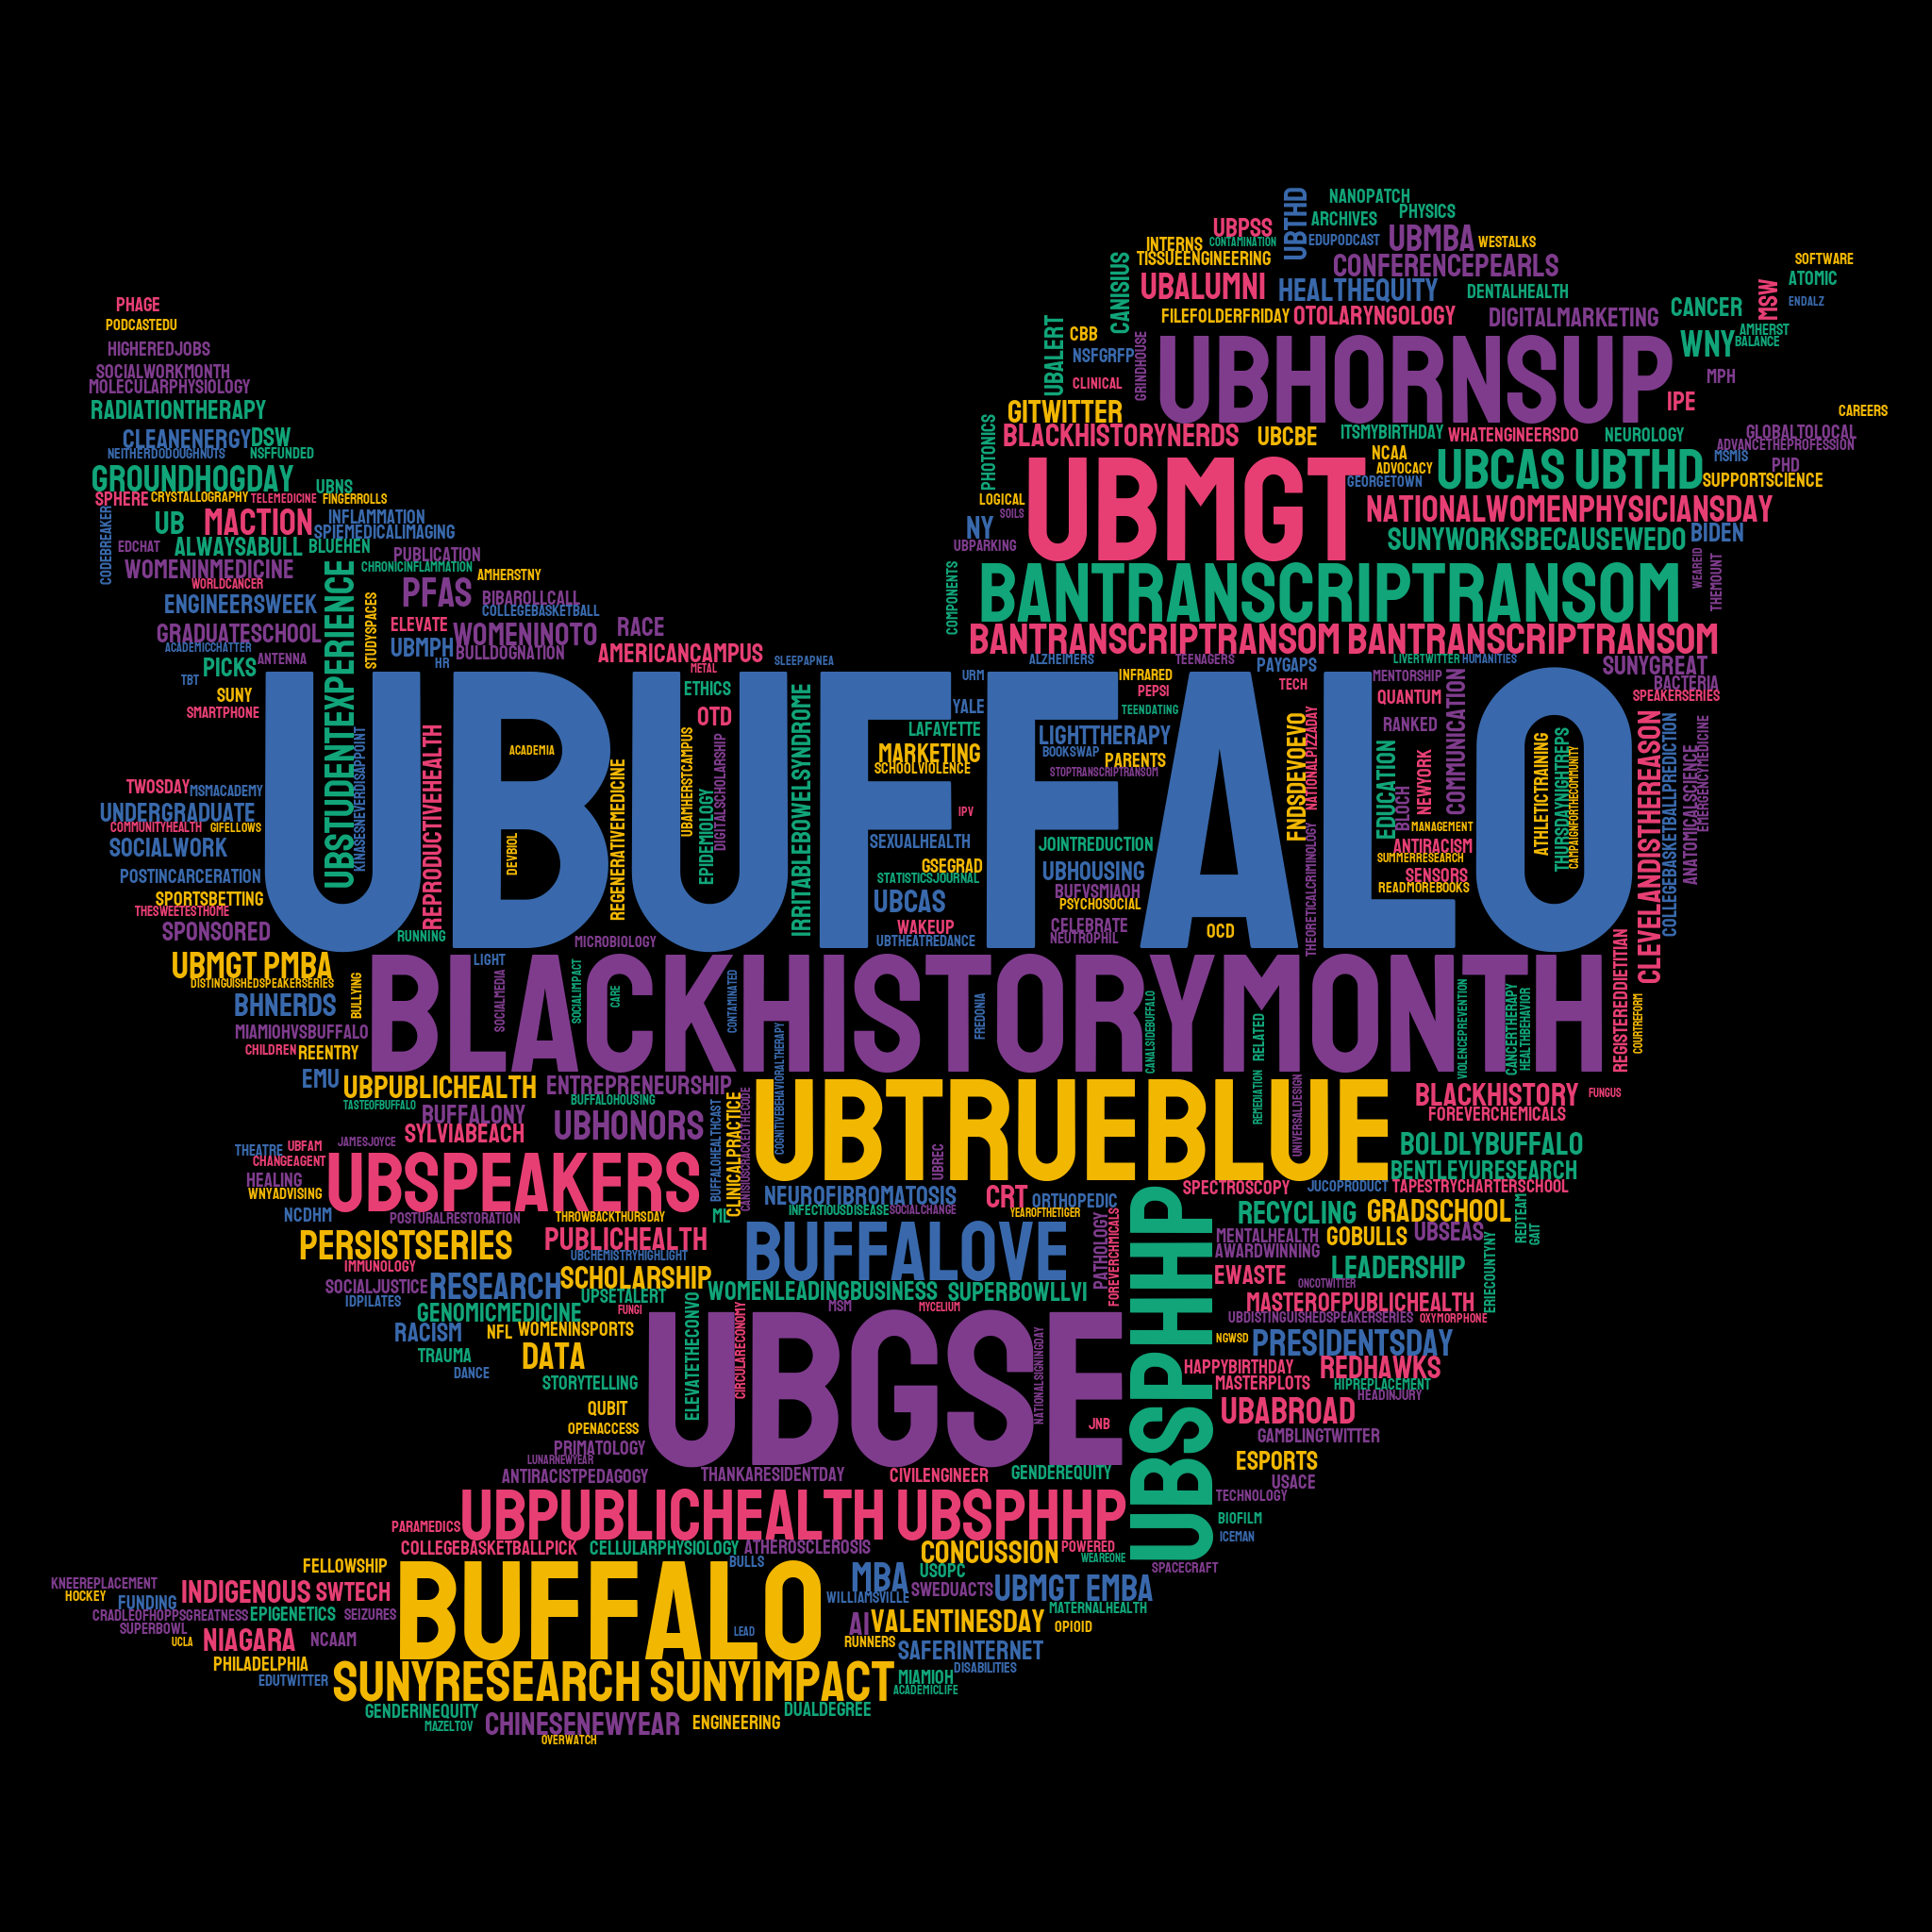 NANOPATCH
UBTHD
ARCHIVES
PHYSICS
UBPSS
CONTAMINATION
EDUPODCAST
UBMBA
WESTALKS
INTERNS
TISSUEENGINEERING
CONFERENCEPEARLS
SOFTWARE
ATOMIC
CANISIUS
UBALUMNI
HEALTHEQUITY
DENTALHEALTH
CANCER
MSW
ENDALZ
PHAGE
FILEFOLDERFRIDAY
OTOLARYNGOLOGY
DIGITALMARKETING
AMHERST
PODCASTEDU
UBALERT
CBB
WNY
BALANCE
HIGHEREDJOBS
NSFGRFP
GRINDHOUSE
UBHORNSUP
MPH
SOCIALWORKMONTH
MOLECULARPHYSIOLOGY
CLINICAL
RADIATIONTHERAPY
GITWITTER
IPE
CAREERS
CLEANENERGY
DSW
BLACKHISTORYNERDS
UBCBE
ITSMYBIRTHDAY
WHATENGINEERSDO
NEUROLOGY
GLOBALTOLOCAL
NEITHERDODOUGHNUTS
NSFFUNDED
PHOTONICS
NCAA
ADVANCETHEPROFESSION
MSMIS
GROUNDHOGDAY
UBNS
UBMGT
ADVOCACY
UBCAS UBTHD
PHD
GEORGETOWN
SUPPORTSCIENCE
SPHERE
CRYSTALLOGRAPHY
TELEMEDICINE
FINGERROLLS
LOGICAL
SOILS
NATIONALWOMENPHYSICIANSDAY
UB
MACTION
INFLAMMATION
SPIEMEDICALIMAGING
NY
SUNYWORKSBECAUSEWEDO
BIDEN
CODEBREAKER
EDCHAT
ALWAYSABULL
BLUEHEN
PUBLICATION
UBPARKING
WOMENINMEDICINE
CHRONICINFLAMMATION
AMHERSTNY
COMPONENTS
BANTRANSCRIPTRANSOM
WEAREID
THEMOUNT
WORLDCANCER
UBSTUDENTEXPERIENCE
STUDYSPACES
PFAS
BIBAROLLCALL
COLLEGEBASKETBALL
ENGINEERSWEEK
ELEVATE
GRADUATESCHOOL
WOMENINOTO
RACE
BANTRANSCRIPTRANSOM BANTRANSCRIPTRANSOM
ACADEMICCHATTER
UBMPH
BULLDOGNATION
AMERICANCAMPUS
PICKS
ANTENNA
HR
METAL
SLEEPAPNEA
ALZHEIMERS
TEENAGERS
PAYGAPS
LIVERTWITTER
HUMANITIES
SUNYGREAT
TBT
SUNY
SMARTPHONE
UBUFFALO
ETHICS
URM
INFRARED
TECH
MENTORSHIP
BACTERIA
PEPSI
QUANTUM
SPEAKERSERIES
OTD
YALE
TEENDATING
COMMUNICATION
LAFAYETTE
LIGHTTHERAPY
RANKED
KINASESNEVERDISAPPOINT
REPRODUCTIVEHEALTH
ACADEMIA
REGENERATIVEMEDICINE
UBAMHERSTCAMPUS
DIGITALSCHOLARSHIP
EPIDEMIOLOGY
IRRITABLEBOWELSYNDROME
MARKETING
SCHOOLVIOLENCE
BOOKSWAP
PARENTS
STOPTRANSCRIPTRANSOM
FNDSDEVOEVO
NATIONALPIZZADAY
EDUCATION
BLOCH
NEWYORK
ATHLETICTRAINING
THURSDAYNIGHTREPS
CAMPAIGNFORTHECOMMUNITY
CLEVELANDISTHEREASON
COLLEGEBASKETBALLPREDICTION
ANATOMICALSCIENCE
EMERGENCYMEDICINE
TWOSDAY
MSMACADEMY
UNDERGRADUATE
IPV
COMMUNITYHEALTH
GIFELLOWS
MANAGEMENT
SOCIALWORK
DEVBIOL
SEXUALHEALTH
JOINTREDUCTION
ANTIRACISM
SUMMERRESEARCH
POSTINCARCERATION
GSEGRAD
STATISTICSJOURNAL
UBHOUSING
THEORETICALCRIMINOLOGY
SENSORS
READMOREBOOKS
SPORTSBETTING
THESWEETESTHOME
UBCAS
BUFVSMIAOH
PSYCHOSOCIAL
SPONSORED
RUNNING
MICROBIOLOGY
WAKEUP
UBTHEATREDANCE
CELEBRATE
NEUTROPHIL
OCD
UBMGT PMBA
DISTINGUISHEDSPEAKERSERIES
BULLYING
LIGHT
BLACKHISTORYMONTH
SOCIALMEDIA
SOCIALIMPACT
CARE
CONTAMINATED
FREDONIA
CANALSIDEBUFFALO
RELATED
VIOLENCEPREVENTION
CANCERTHERAPY
HEALTHBEHAVIOR
REGISTEREDDIETITIAN
COURTREFORM
BHNERDS
MIAMIOHVSBUFFALO
CHILDREN
REENTRY
EMU
UBPUBLICHEALTH
ENTREPRENEURSHIP
COGNITIVEBEHAVIORALTHERAPY
UBTRUEBLUE
REMEDIATION
UNIVERSALDESIGN
BLACKHISTORY
FUNGUS
TASTEOFBUFFALO
BUFFALONY
BUFFALOHOUSING
FOREVERCHEMICALS
SYLVIABEACH
UBHONORS
BUFFALOHEALTHCAST
CLINICALPRACTICE
CANISIUSCRACKEDTHECODE
THEATRE
UBFAM
JAMESJOYCE
UBREC
BOLDLYBUFFALO
CHANGEAGENT
UBSPEAKERS
BENTLEYURESEARCH
HEALING
WNYADVISING
NEUROFIBROMATOSIS
CRT
ORTHOPEDIC
SPECTROSCOPY
JUCOPRODUCT
TAPESTRYCHARTERSCHOOL
NCDHM
POSTURALRESTORATION
THROWBACKTHURSDAY
ML
INFECTIOUSDISEASE
SOCIALCHANGE
YEAROFTHETIGER
UBSPHHP
RECYCLING
GRADSCHOOL
REDTEAM
GAIT
PERSISTSERIES
PUBLICHEALTH
UBCHEMISTRYHIGHLIGHT
BUFFALOVE
PATHOLOGY
FOREVERCHMICALS
MENTALHEALTH
AWARDWINNING
GOBULLS
UBSEAS
IMMUNOLOGY
SOCIALJUSTICE
RESEARCH
SCHOLARSHIP
EWASTE
LEADERSHIP
ERIECOUNTYNY
IDPILATES
UPSETALERT
WOMENLEADINGBUSINESS
SUPERBOWLLVI
ONCOTWITTER
GENOMICMEDICINE
FUNGI
ELEVATETHECONVO
CIRCULARECONOMY
MSM
MYCELIUM
MASTEROFPUBLICHEALTH
RACISM
NFL
WOMENINSPORTS
UBGSE
NATIONALSIGNINGDAY
UBDISTINGUISHEDSPEAKERSERIES
OXYMORPHONE
NGWSD
PRESIDENTSDAY
TRAUMA
DATA
DANCE
HAPPYBIRTHDAY
REDHAWKS
STORYTELLING
MASTERPLOTS
HIPREPLACEMENT
HEADINJURY
QUBIT
JNB
UBABROAD
OPENACCESS
GAMBLINGTWITTER
PRIMATOLOGY
LUNARNEWYEAR
ESPORTS
ANTIRACISTPEDAGOGY
THANKARESIDENTDAY
CIVILENGINEER
GENDEREQUITY
USACE
TECHNOLOGY
PARAMEDICS
UBPUBLICHEALTH UBSPHHP
BIOFILM
ICEMAN
COLLEGEBASKETBALLPICK
CELLULARPHYSIOLOGY
ATHEROSCLEROSIS
CONCUSSION
POWERED
WEAREONE
FELLOWSHIP
BULLS
USOPC
SPACECRAFT
KNEEREPLACEMENT
HOCKEY
INDIGENOUS
SWTECH
BUFFALO
MBA
SWEDUACTS
UBMGT EMBA
FUNDING
WILLIAMSVILLE
CRADLEOFHOPPSGREATNESS
EPIGENETICS
SEIZURES
MATERNALHEALTH
SUPERBOWL
AI
VALENTINESDAY
OPIOID
UCLA
NIAGARA
NCAAM
LEAD
RUNNERS
SAFERINTERNET
PHILADELPHIA
DISABILITIES
EDUTWITTER
SUNYRESEARCH SUNYIMPACT
MIAMIOH
ACADEMICLIFE
GENDERINEQUITY
DUALDEGREE
MAZELTOV
CHINESENEWYEAR
ENGINEERING
OVERWATCH